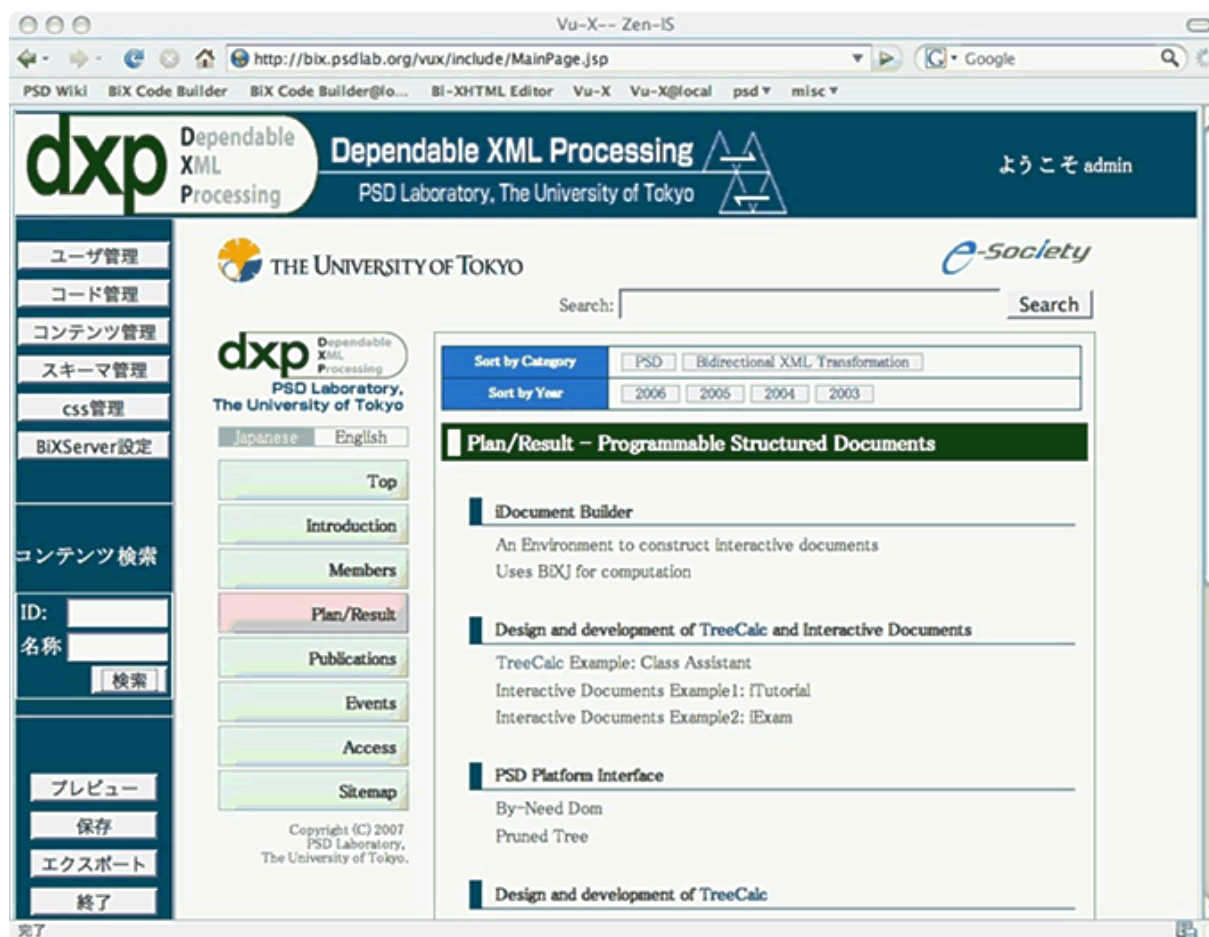 Vu-X-- Zen-IS
http://bix.psdlab.org/vux/include/MainPage.jsp
G Google
PSD Wiki BiX Code Builder BiX Code Builder@lo... Bi-XHTML Editor Vu-X Vu-X@local psd misc
dxp Dependable XML Processing
Dependable XML Processing
PSD Laboratory, The University of Tokyo
ようこそ admin
ユーザ管理
コード管理
コンテンツ管理
スキーマ管理
css管理
BiXServer設定
コンテンツ検索
ID:
名称
検索
プレビュー
保存
エクスポート
終了
THE UNIVERSITY OF TOKYO
e-Society
Search:
Search
dxp Dependable XML Processing
PSD Laboratory,
The University of Tokyo
Japanese English
Top
Introduction
Members
Plan/Result
Publications
Events
Access
Sitemap
Copyright (C) 2007
PSD Laboratory,
The University of Tokyo.
Sort by Category PSD Bidirectional XML Transformation
Sort by Year 2006 2005 2004 2003
Plan/Result - Programmable Structured Documents
iDocument Builder
An Environment to construct interactive documents
Uses BiXJ for computation
Design and development of TreeCalc and Interactive Documents
TreeCalc Example: Class Assistant
Interactive Documents Example1: iTutorial
Interactive Documents Example2: iExam
PSD Platform Interface
By-Need Dom
Pruned Tree
Design and development of TreeCalc
完了